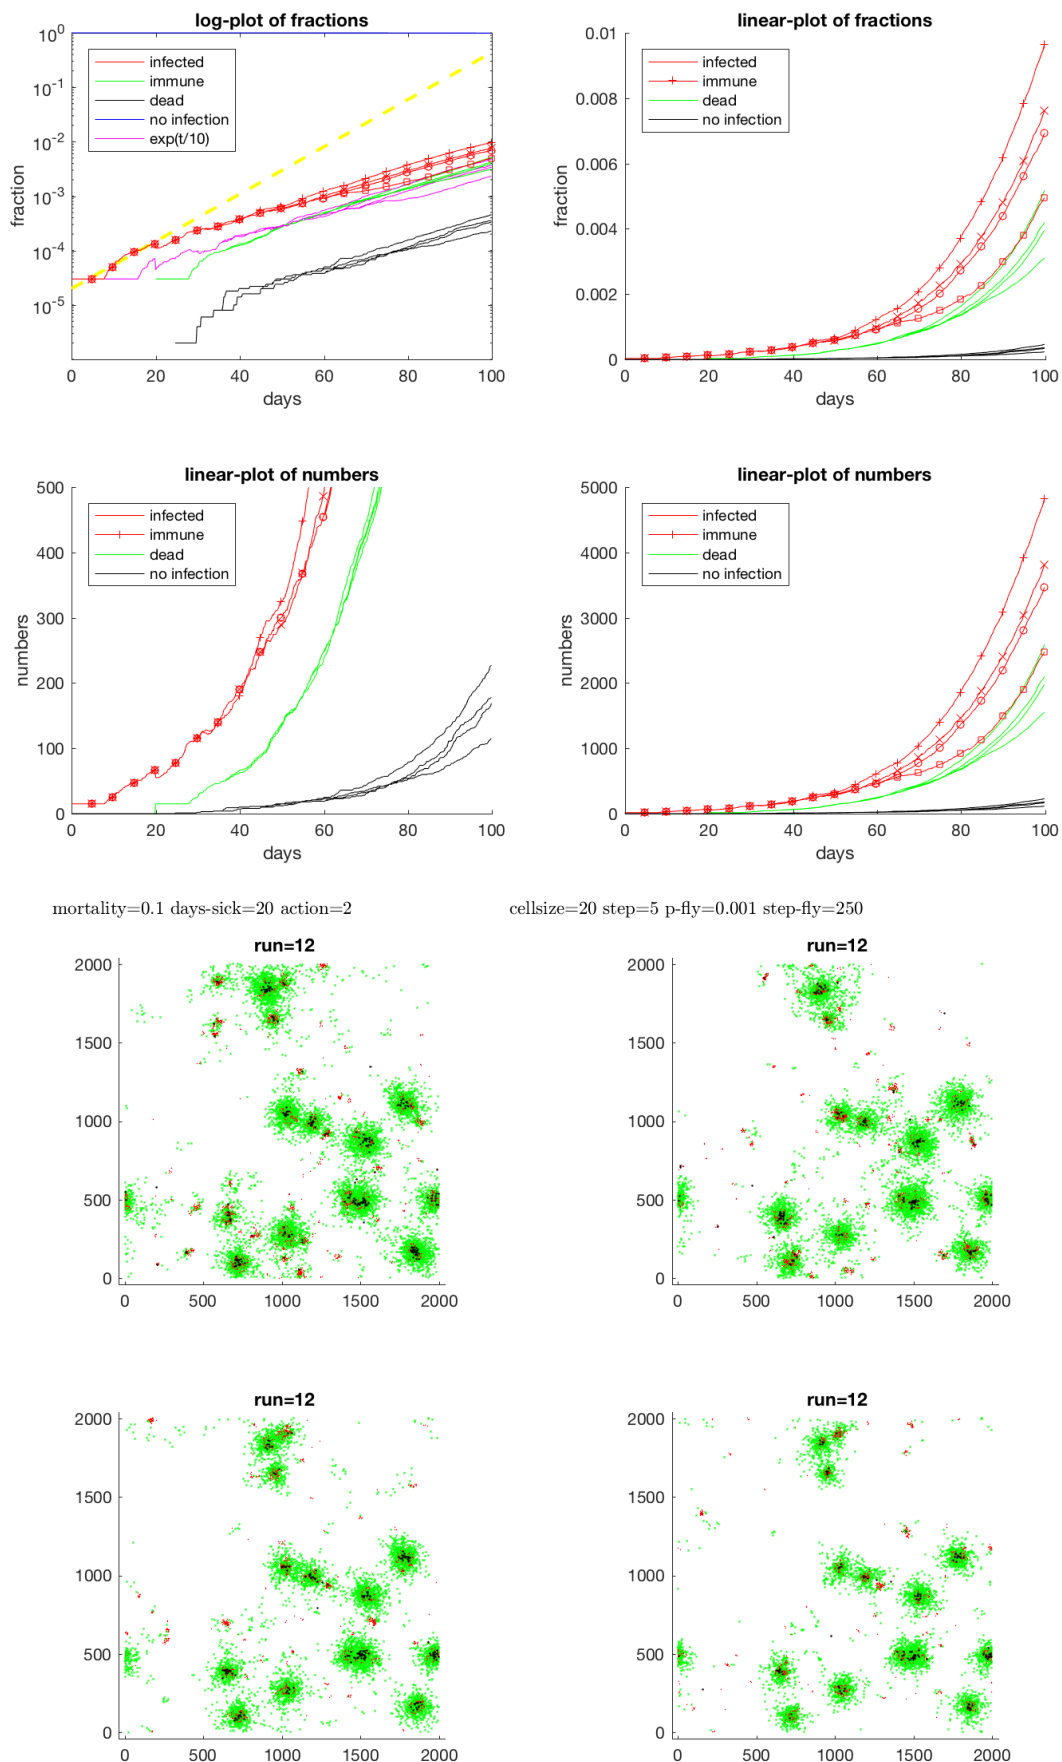 log-plot of fractions
10^0
10^-1
10^-2
10^-3
10^-4
10^-5
fraction
infected
immune
dead
no infection
exp(t/10)
0 20 40 60 80 100
days
linear-plot of fractions
0.01
0.008
0.006
0.004
0.002
0
fraction
infected
immune
dead
no infection
0 20 40 60 80 100
days
linear-plot of numbers
500
400
300
200
100
0
numbers
infected
immune
dead
no infection
0 20 40 60 80 100
days
linear-plot of numbers
5000
4000
3000
2000
1000
0
numbers
infected
immune
dead
no infection
0 20 40 60 80 100
days
mortality=0.1 days-sick=20 action=2
cellsize=20 step=5 p-fly=0.001 step-fly=250
run=12
2000
1500
1000
500
0
0 500 1000 1500 2000
run=12
2000
1500
1000
500
0
0 500 1000 1500 2000
run=12
2000
1500
1000
500
0
0 500 1000 1500 2000
run=12
2000
1500
1000
500
0
0 500 1000 1500 2000